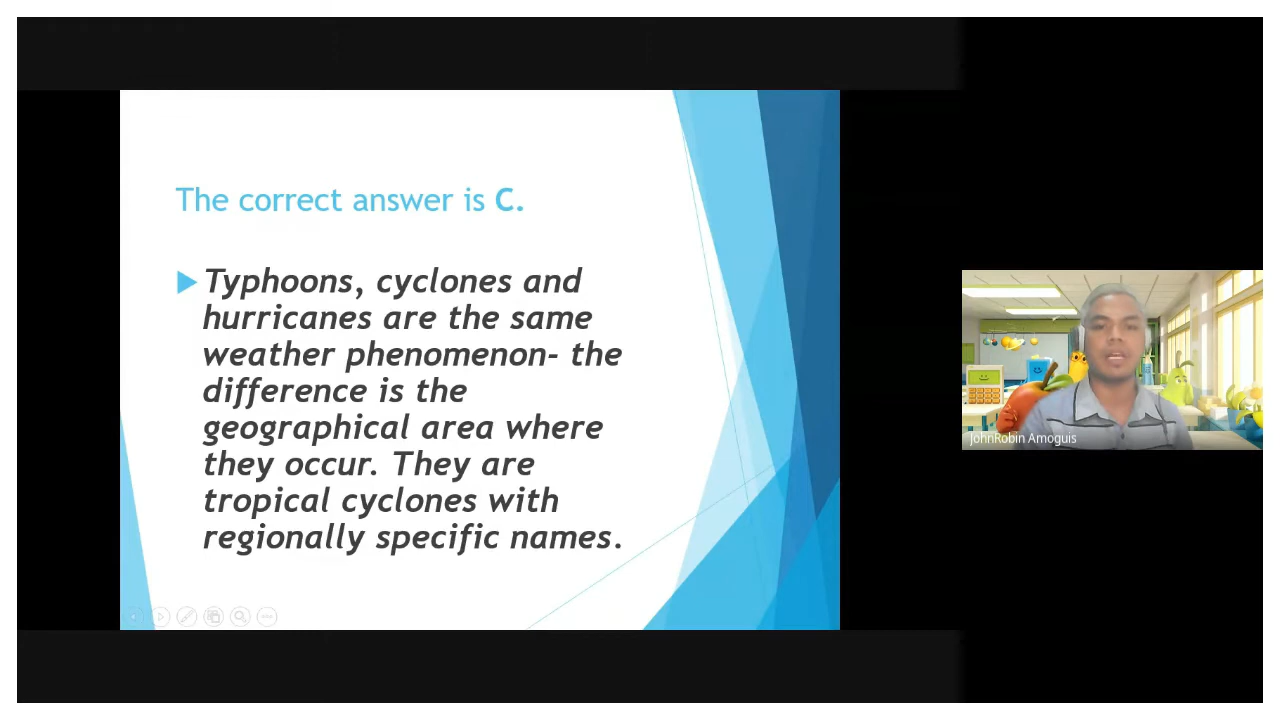 The correct answer is C.
Typhoons, cyclones and
hurricanes are the same
weather phenomenon- the
difference is the
geographical area where
they occur. They are
tropical cyclones with
regionally specific names.
JohnRobin Amoguis